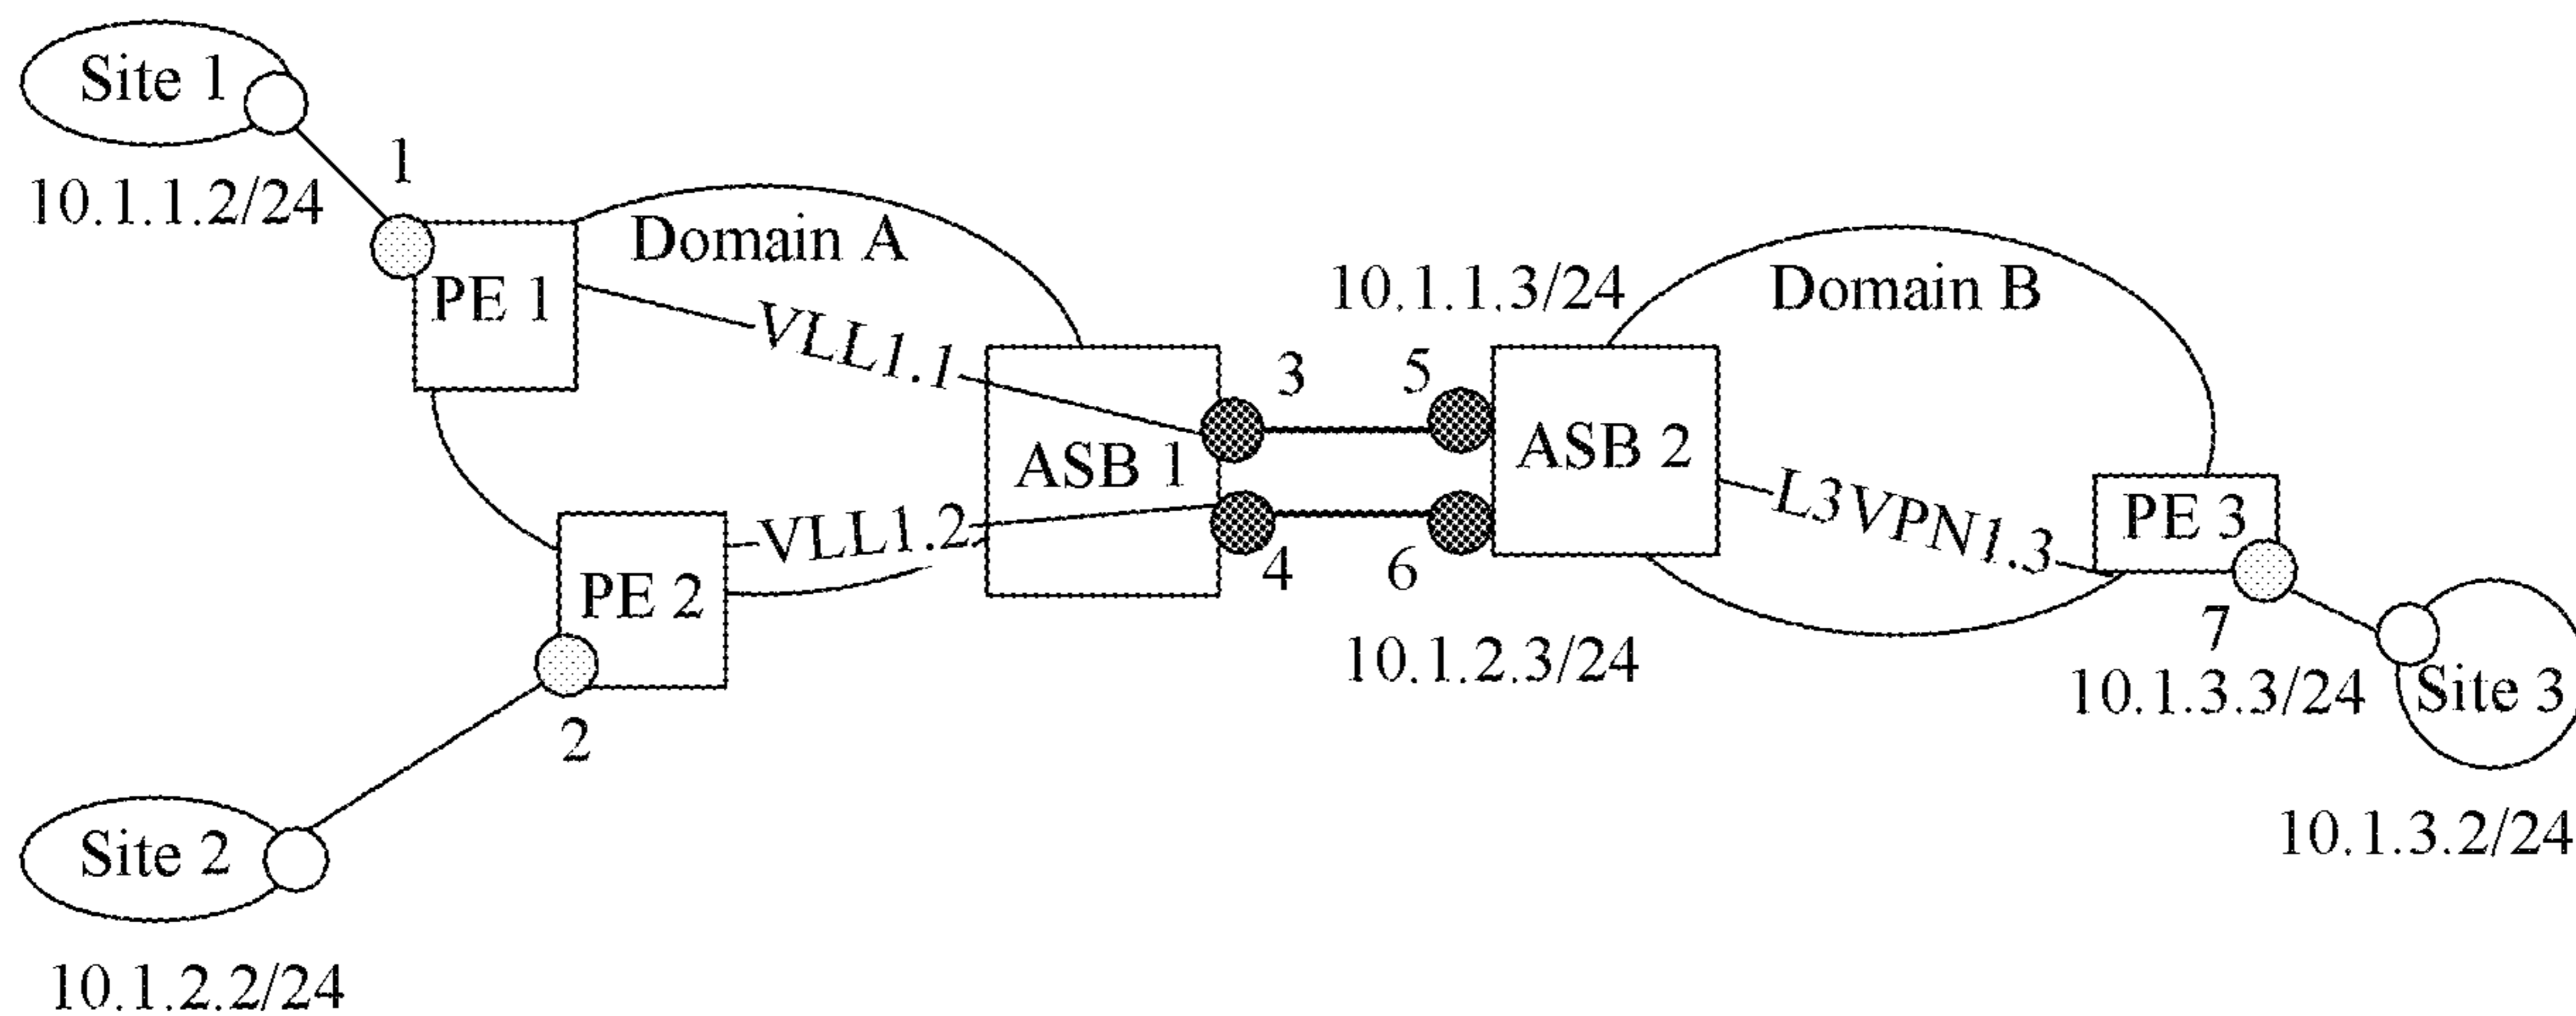 Site 1
10.1.1.2/24
1
PE 1
Domain A
VLL1.1
ASB 1
3
5
10.1.1.3/24
ASB 2
Domain B
L3VPN1.3
PE 3
7
10.1.3.3/24
Site 3
10.1.3.2/24
PE 2
VLL1.2
4
6
10.1.2.3/24
2
Site 2
10.1.2.2/24